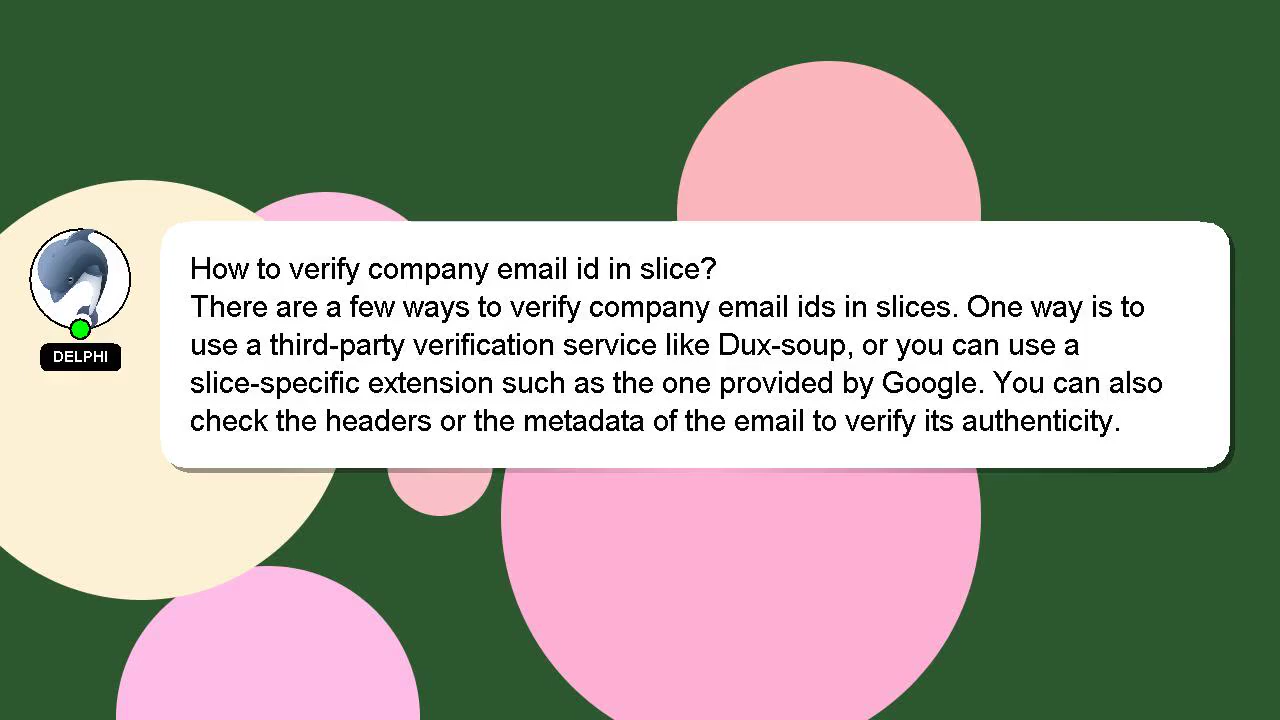 How to verify company email id in slice?
There are a few ways to verify company email ids in slices. One way is to
use a third-party verification service like Dux-soup, or you can use a
slice-specific extension such as the one provided by Google. You can also
check the headers or the metadata of the email to verify its authenticity.
DELPHI